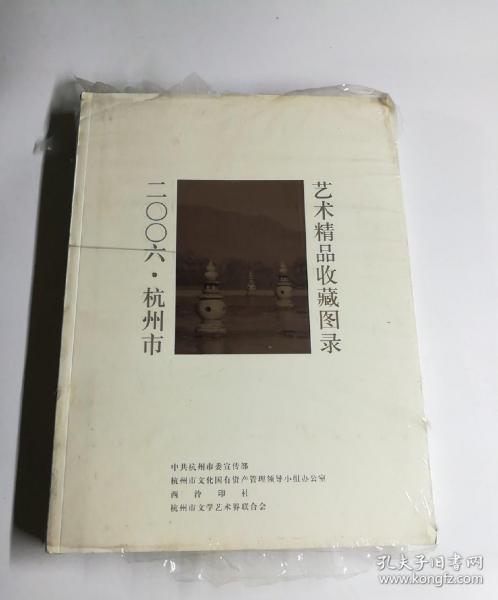 二〇〇六·杭州市
艺术精品收藏图录
中共杭州市委宣传部
杭州市文化国有资产管理领导小组办公室
西泠印社
杭州市文学艺术界联合会
孔夫子旧书网
www.kongfz.com